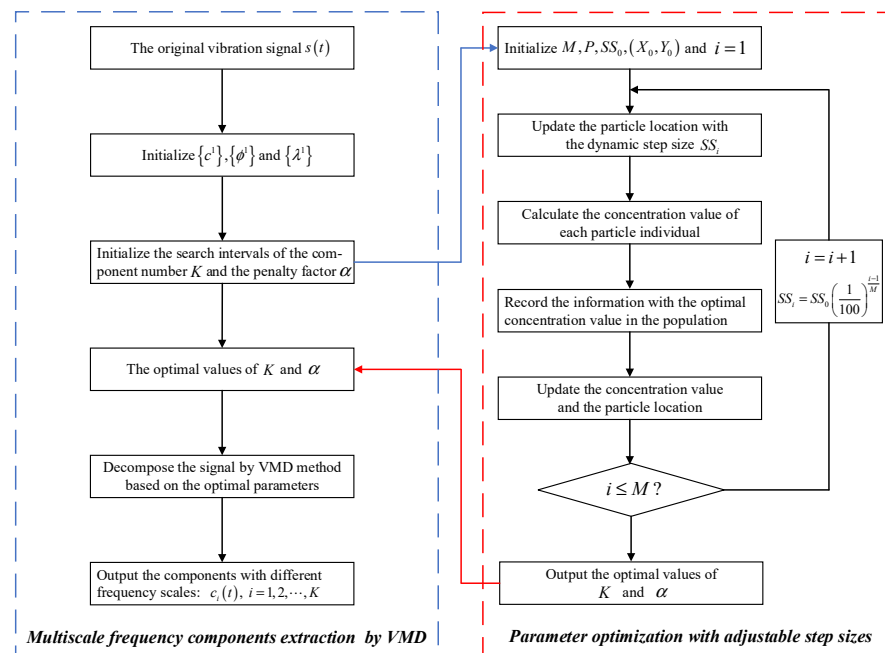 The original vibration signal s(t)
Initialize {c¹},{ϕ¹} and {λ¹}
Initialize the search intervals of the com-
ponent number K and the penalty factor α
The optimal values of K and α
Decompose the signal by VMD method
based on the optimal parameters
Output the components with different
frequency scales: c_i(t), i=1,2,⋯,K
Multiscale frequency components extraction by VMD
Initialize M,P,SS₀,(X₀,Y₀) and i=1
Update the particle location with
the dynamic step size SS_i
Calculate the concentration value of
each particle individual
Record the information with the optimal
concentration value in the population
Update the concentration value
and the particle location
i≤M?
Output the optimal values of
K and α
i=i+1
SS_i=SS₀(1/100)^((i−1)/M)
Parameter optimization with adjustable step sizes